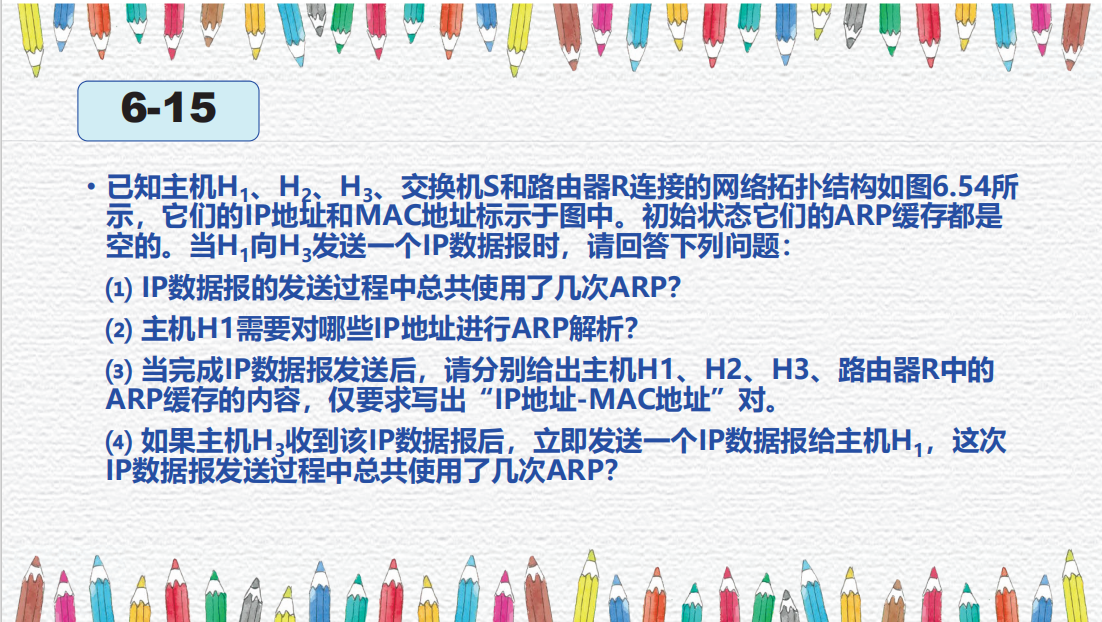 6-15
• 已知主机H₁、H₂、H₃、交换机S和路由器R连接的网络拓扑结构如图6.54所
示，它们的IP地址和MAC地址标示于图中。初始状态它们的ARP缓存都是
空的。当H₁向H₃发送一个IP数据报时，请回答下列问题：
⑴ IP数据报的发送过程中总共使用了几次ARP？
⑵ 主机H1需要对哪些IP地址进行ARP解析？
⑶ 当完成IP数据报发送后，请分别给出主机H1、H2、H3、路由器R中的
ARP缓存的内容，仅要求写出“IP地址-MAC地址”对。
⑷ 如果主机H₃收到该IP数据报后，立即发送一个IP数据报给主机H₁，这次
IP数据报发送过程中总共使用了几次ARP？